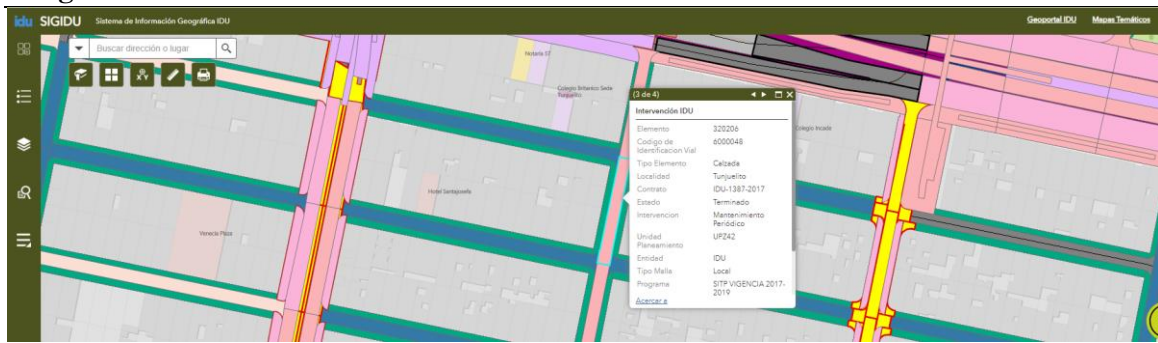 idu SIGIDU Sistema de Información Geográfica IDU Geoportal IDU Mapas Temáticos
Buscar dirección o lugar
Notaria 57
Colegio Britanico Sede
Tunjuelito
Colegio Incada
Hotel Santajosefa
Venecia Plaza
(3 de 4)
Intervención IDU
Elemento 320206
Codigo de Identificacion Vial 6000048
Tipo Elemento Calzada
Localidad Tunjuelito
Contrato IDU-1387-2017
Estado Terminado
Intervencion Mantenimiento Periódico
Unidad Planeamiento UPZ42
Entidad IDU
Tipo Malla Local
Programa SITP VIGENCIA 2017-2019
Acercar a